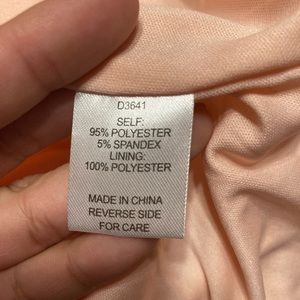 D3641
SELF:
95% POLYESTER
5% SPANDEX
LINING:
100% POLYESTER
MADE IN CHINA
REVERSE SIDE
FOR CARE